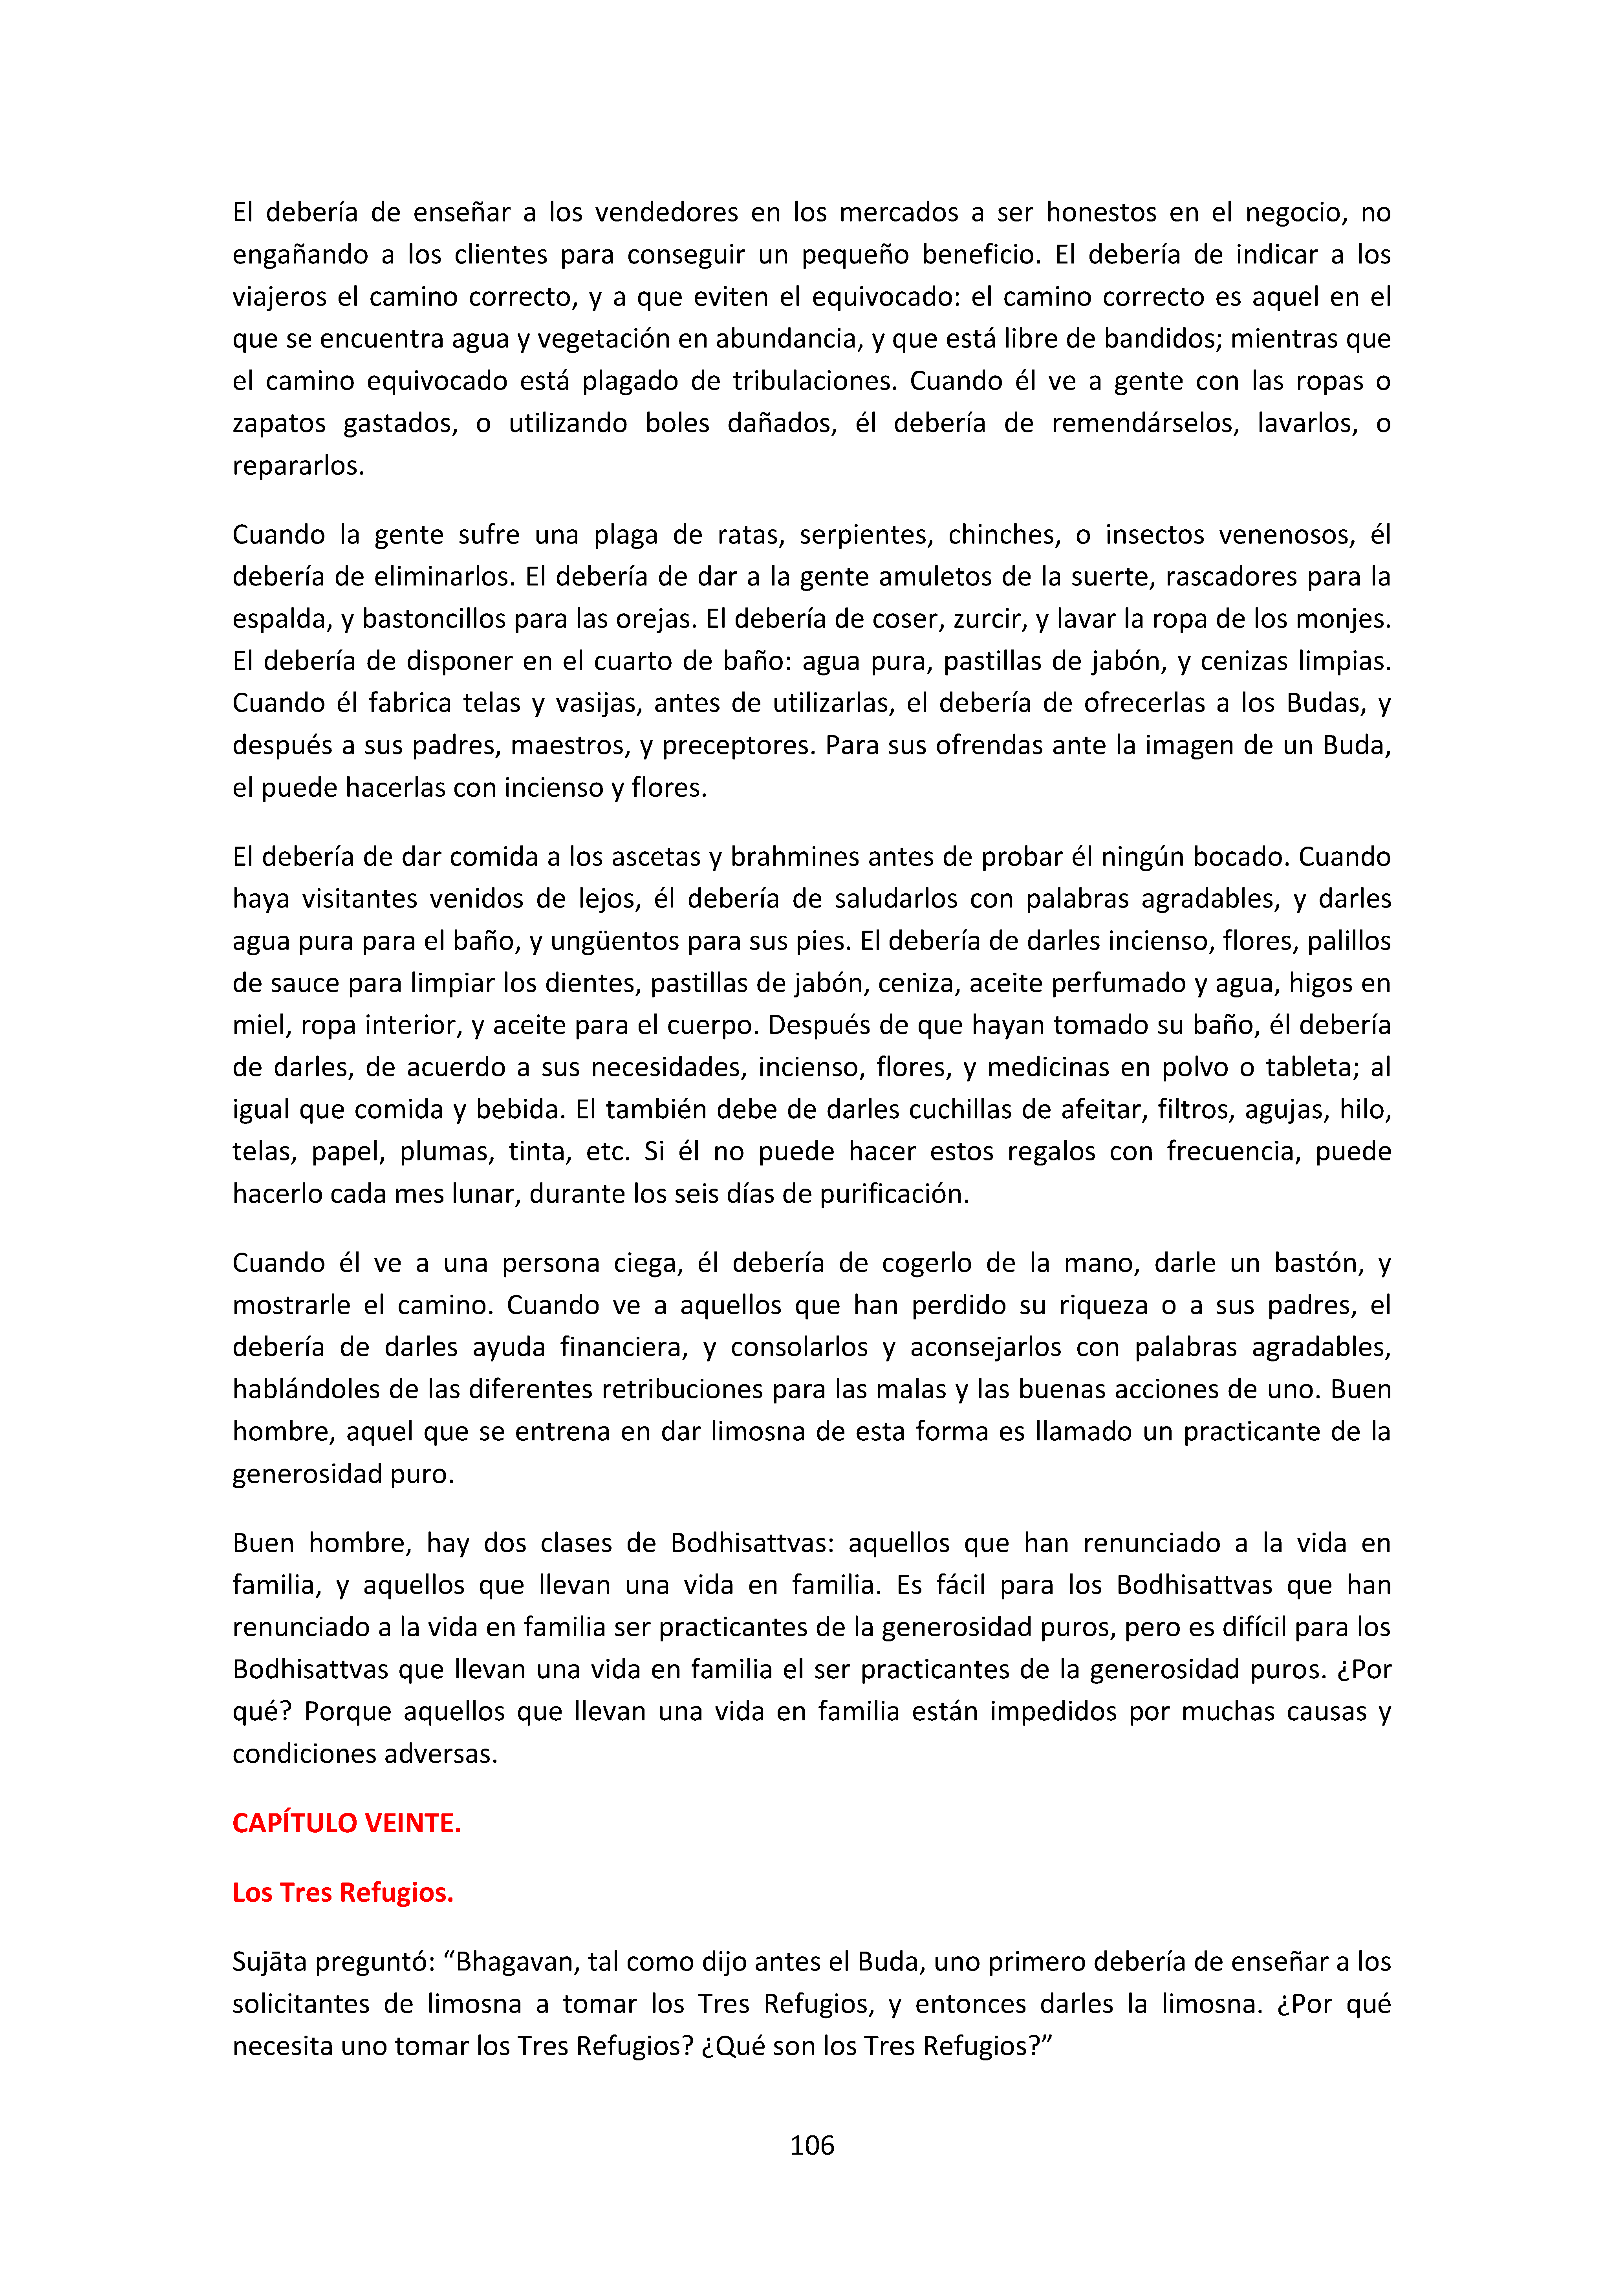 El debería de enseñar a los vendedores en los mercados a ser honestos en el negocio, no
engañando a los clientes para conseguir un pequeño beneficio. El debería de indicar a los
viajeros el camino correcto, y a que eviten el equivocado: el camino correcto es aquel en el
que se encuentra agua y vegetación en abundancia, y que está libre de bandidos; mientras que
el camino equivocado está plagado de tribulaciones. Cuando él ve a gente con las ropas o
zapatos gastados, o utilizando boles dañados, él debería de remendárselos, lavarlos, o
repararlos.
Cuando la gente sufre una plaga de ratas, serpientes, chinches, o insectos venenosos, él
debería de eliminarlos. El debería de dar a la gente amuletos de la suerte, rascadores para la
espalda, y bastoncillos para las orejas. El debería de coser, zurcir, y lavar la ropa de los monjes.
El debería de disponer en el cuarto de baño: agua pura, pastillas de jabón, y cenizas limpias.
Cuando él fabrica telas y vasijas, antes de utilizarlas, el debería de ofrecerlas a los Budas, y
después a sus padres, maestros, y preceptores. Para sus ofrendas ante la imagen de un Buda,
el puede hacerlas con incienso y flores.
El debería de dar comida a los ascetas y brahmines antes de probar él ningún bocado. Cuando
haya visitantes venidos de lejos, él debería de saludarlos con palabras agradables, y darles
agua pura para el baño, y ungüentos para sus pies. El debería de darles incienso, flores, palillos
de sauce para limpiar los dientes, pastillas de jabón, ceniza, aceite perfumado y agua, higos en
miel, ropa interior, y aceite para el cuerpo. Después de que hayan tomado su baño, él debería
de darles, de acuerdo a sus necesidades, incienso, flores, y medicinas en polvo o tableta; al
igual que comida y bebida. El también debe de darles cuchillas de afeitar, filtros, agujas, hilo,
telas, papel, plumas, tinta, etc. Si él no puede hacer estos regalos con frecuencia, puede
hacerlo cada mes lunar, durante los seis días de purificación.
Cuando él ve a una persona ciega, él debería de cogerlo de la mano, darle un bastón, y
mostrarle el camino. Cuando ve a aquellos que han perdido su riqueza o a sus padres, el
debería de darles ayuda financiera, y consolarlos y aconsejarlos con palabras agradables,
hablándoles de las diferentes retribuciones para las malas y las buenas acciones de uno. Buen
hombre, aquel que se entrena en dar limosna de esta forma es llamado un practicante de la
generosidad puro.
Buen hombre, hay dos clases de Bodhisattvas: aquellos que han renunciado a la vida en
familia, y aquellos que llevan una vida en familia. Es fácil para los Bodhisattvas que han
renunciado a la vida en familia ser practicantes de la generosidad puros, pero es difícil para los
Bodhisattvas que llevan una vida en familia el ser practicantes de la generosidad puros. ¿Por
qué? Porque aquellos que llevan una vida en familia están impedidos por muchas causas y
condiciones adversas.
CAPÍTULO VEINTE.
Los Tres Refugios.
Sujāta preguntó: “Bhagavan, tal como dijo antes el Buda, uno primero debería de enseñar a los
solicitantes de limosna a tomar los Tres Refugios, y entonces darles la limosna. ¿Por qué
necesita uno tomar los Tres Refugios? ¿Qué son los Tres Refugios?”
106